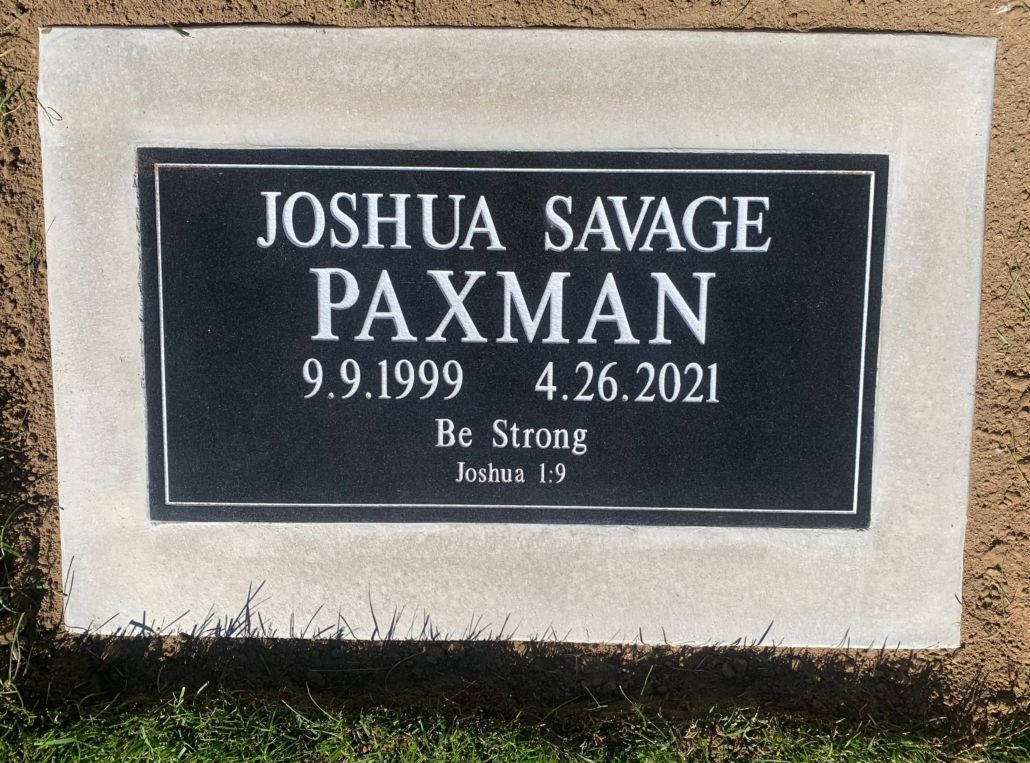 JOSHUA SAVAGE
PAXMAN
9.9.1999 4.26.2021
Be Strong
Joshua 1:9